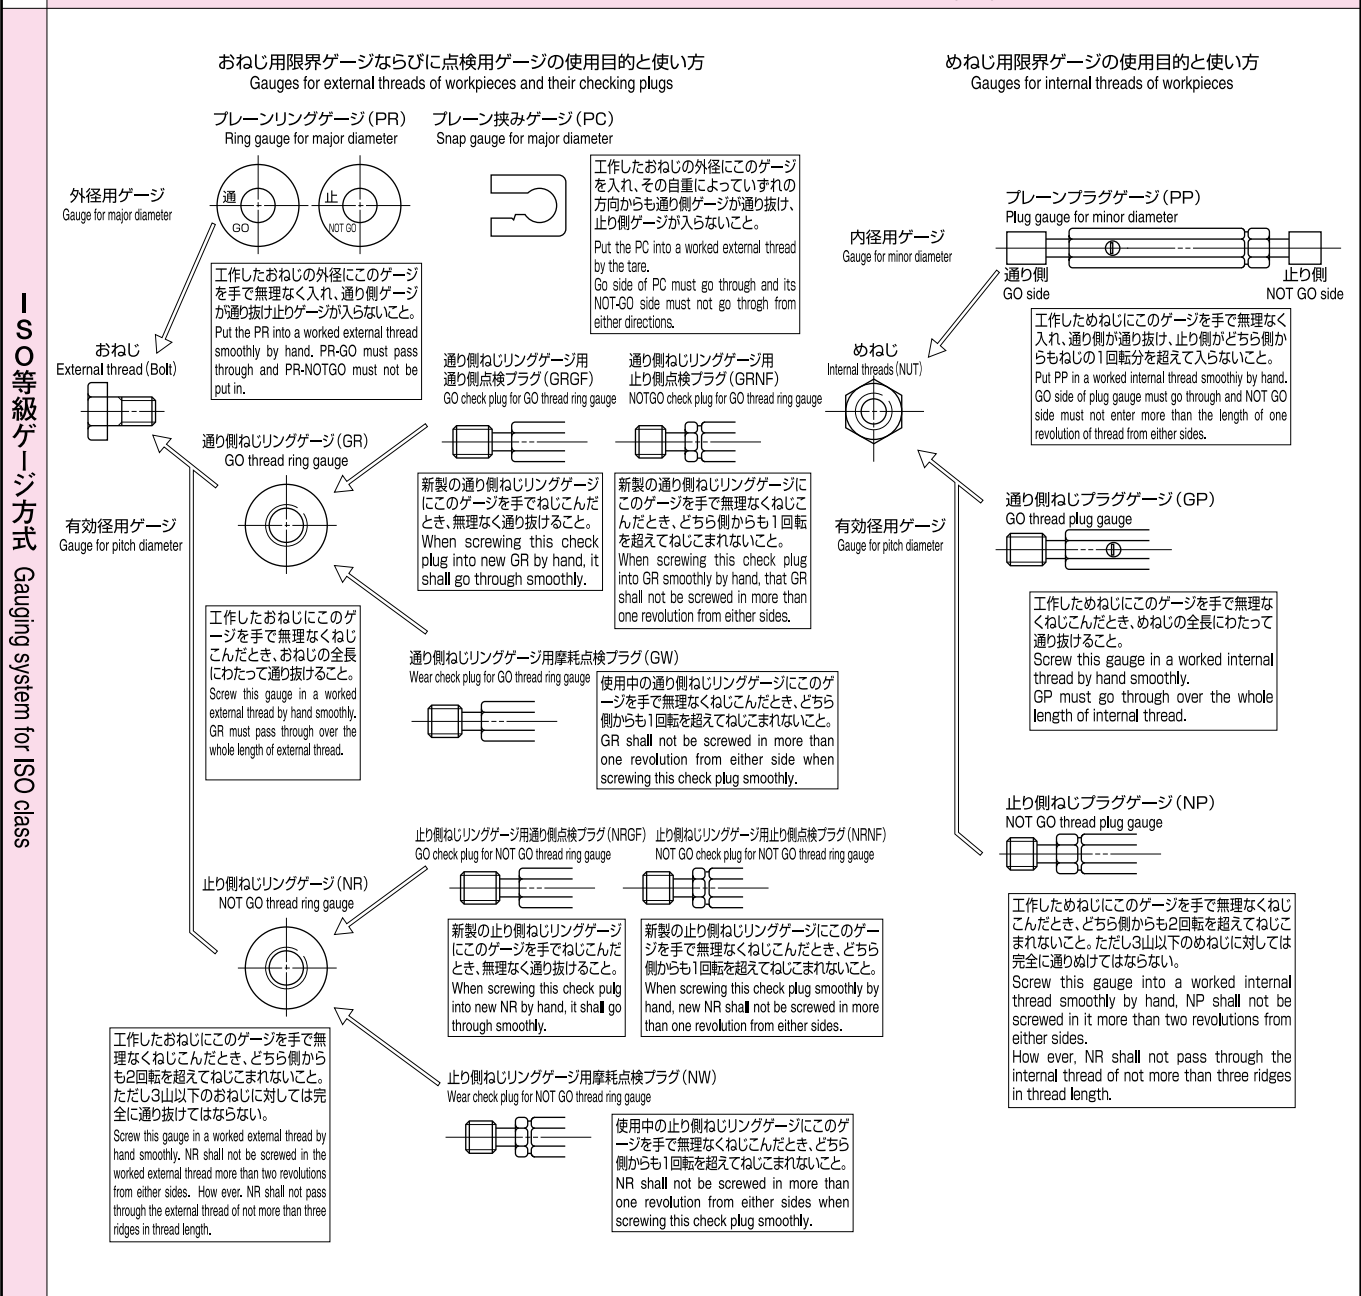 ISO等級ゲージ方式 Gauging system for ISO class
おねじ用限界ゲージならびに点検用ゲージの使用目的と使い方
Gauges for external threads of workpieces and their checking plugs
プレーンリングゲージ(PR)
Ring gauge for major diameter
プレーン挟みゲージ(PC)
Snap gauge for major diameter
外径用ゲージ
Gauge for major diameter
通
GO
止
NOT GO
工作したおねじの外径にこのゲージ
を入れ、その自重によっていずれの
方向からも通り側ゲージが通り抜け、
止り側ゲージが入らないこと。
Put the PC into a worked external thread
by the tare.
Go side of PC must go through and its
NOT-GO side must not go throgh from
either directions.
工作したおねじの外径にこのゲージ
を手で無理なく入れ、通り側ゲージ
が通り抜け止りゲージが入らないこと。
Put the PR into a worked external thread
smoothly by hand. PR-GO must pass
through and PR-NOTGO must not be
put in.
おねじ
External thread (Bolt)
通り側ねじリングゲージ用
通り側点検プラグ(GRGF)
GO check plug for GO thread ring gauge
通り側ねじリングゲージ用
止り側点検プラグ(GRNF)
NOTGO check plug for GO thread ring gauge
通り側ねじリングゲージ(GR)
GO thread ring gauge
新製の通り側ねじリングゲージ
にこのゲージを手でねじこんだ
とき、無理なく通り抜けること。
When screwing this check
plug into new GR by hand, it
shall go through smoothly.
新製の通り側ねじリングゲージに
このゲージを手で無理なくねじこ
んだとき、どちら側からも1回転
を超えてねじこまれないこと。
When screwing this check plug
into GR smoothly by hand, that GR
shall not be screwed in more than
one revolution from either sides.
有効径用ゲージ
Gauge for pitch diameter
工作したおねじにこのゲ
ージを手で無理なくねじ
こんだとき、おねじの全長
にわたって通り抜けること。
Screw this gauge in a worked
external thread by hand smoothly.
GR must pass through over the
whole length of external thread.
通り側ねじリングゲージ用摩耗点検プラグ(GW)
Wear check plug for GO thread ring gauge
使用中の通り側ねじリングゲージにこのゲ
ージを手で無理なくねじこんだとき、どちら
側からも1回転を超えてねじこまれないこと。
GR shall not be screwed in more than
one revolution from either side when
screwing this check plug smoothly.
止り側ねじリングゲージ用通り側点検プラグ(NRGF)
GO check plug for NOT GO thread ring gauge
止り側ねじリングゲージ用止り側点検プラグ(NRNF)
NOT GO check plug for NOT GO thread ring gauge
止り側ねじリングゲージ(NR)
NOT GO thread ring gauge
新製の止り側ねじリングゲージ
にこのゲージを手でねじこんだ
とき、無理なく通り抜けること。
When screwing this check pulg
into new NR by hand, it shall go
through smoothly.
新製の止り側ねじリングゲージにこのゲー
ジを手で無理なくねじこんだとき、どちら
側からも1回転を超えてねじこまれないこと。
When screwing this check plug smoothly by
hand, new NR shall not be screwed in more
than one revolution from either sides.
工作したおねじにこのゲージを手で無
理なくねじこんだとき、どちら側から
も2回転を超えてねじこまれないこと。
ただし3山以下のおねじに対しては完
全に通り抜けてはならない。
Screw this gauge in a worked external thread by
hand smoothly. NR shall not be screwed in the
worked external thread more than two revolutions
from either sides. How ever. NR shall not pass
through the external thread of not more than three
ridges in thread length.
止り側ねじリングゲージ用摩耗点検プラグ(NW)
Wear check plug for NOT GO thread ring gauge
使用中の止り側ねじリングゲージにこのゲ
ージを手で無理なくねじこんだとき、どちら
側からも1回転を超えてねじこまれないこと。
NR shall not be screwed in more than
one revolution from either sides when
screwing this check plug smoothly.
めねじ用限界ゲージの使用目的と使い方
Gauges for internal threads of workpieces
プレーンプラグゲージ(PP)
Plug gauge for minor diameter
内径用ゲージ
Gauge for minor diameter
通り側
GO side
止り側
NOT GO side
工作しためねじにこのゲージを手で無理なく
入れ、通り側が通り抜け、止り側がどちら側か
らもねじの1回転分を超えて入らないこと。
Put PP in a worked internal thread smoothly by hand.
GO side of plug gauge must go through and NOT GO
side must not enter more than the length of one
revolution of thread from either sides.
めねじ
Internal threads (NUT)
通り側ねじプラグゲージ(GP)
GO thread plug gauge
有効径用ゲージ
Gauge for pitch diameter
工作しためねじにこのゲージを手で無理な
くねじこんだとき、めねじの全長にわたって
通り抜けること。
Screw this gauge in a worked internal
thread by hand smoothly.
GP must go through over the whole
length of internal thread.
止り側ねじプラグゲージ(NP)
NOT GO thread plug gauge
工作しためねじにこのゲージを手で無理なくねじ
こんだとき、どちら側からも2回転を超えてねじこ
まれないこと。ただし3山以下のめねじに対しては
完全に通りぬけてはならない。
Screw this gauge into a worked internal
thread smoothly by hand, NP shall not be
screwed in it more than two revolutions from
either sides.
How ever, NR shall not pass through the
internal thread of not more than three ridges
in thread length.